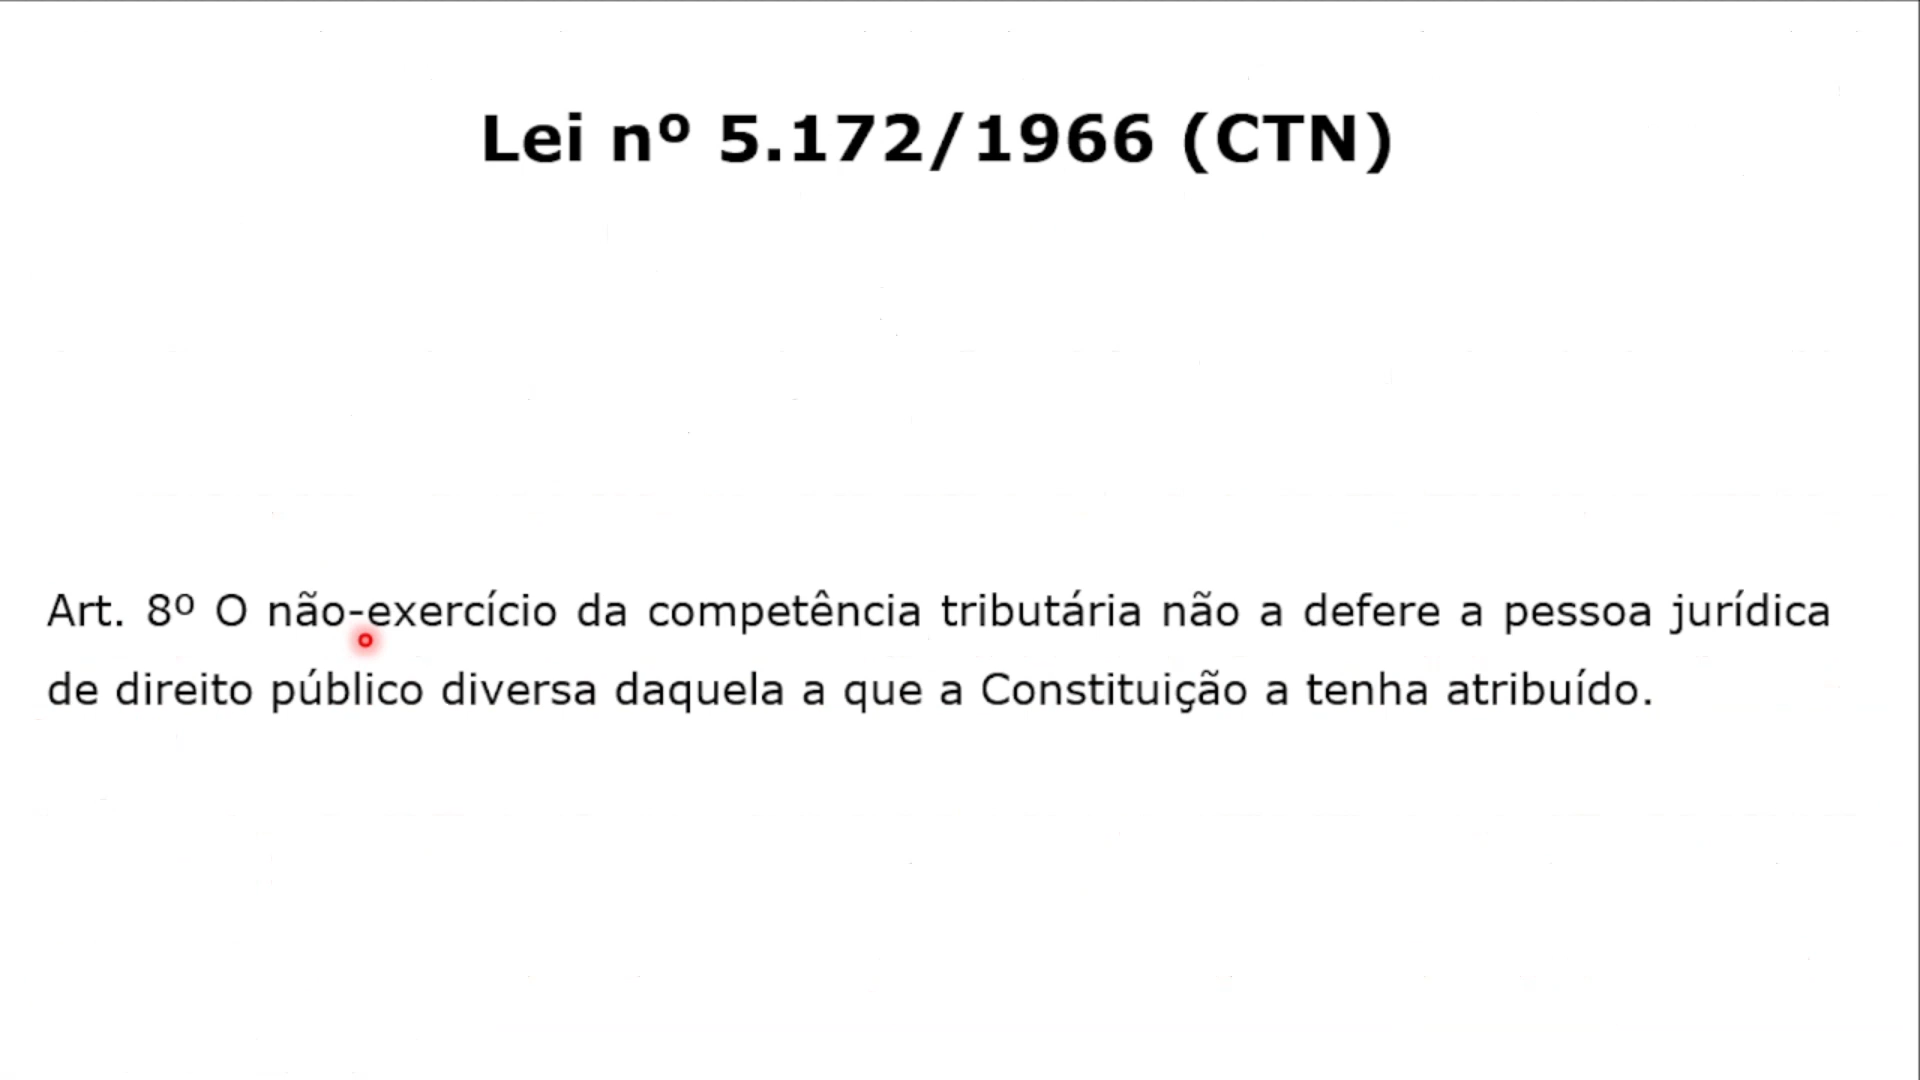 Lei nº 5.172/1966 (CTN)
Art. 8º O não-exercício da competência tributária não a defere a pessoa jurídica
de direito público diversa daquela a que a Constituição a tenha atribuído.